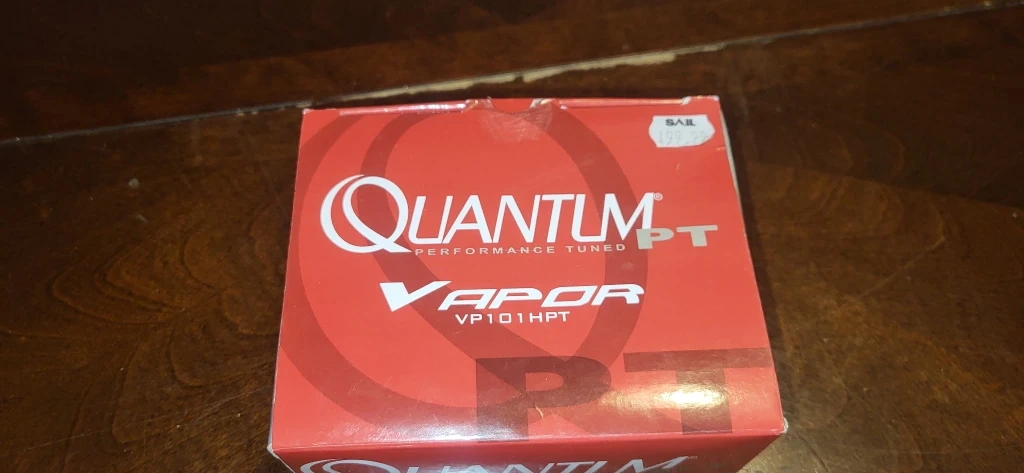 SAIL
QUANTUM®
PT
PERFORMANCE TUNED
VAPOR
VP101HPT
PT
QUANTUM